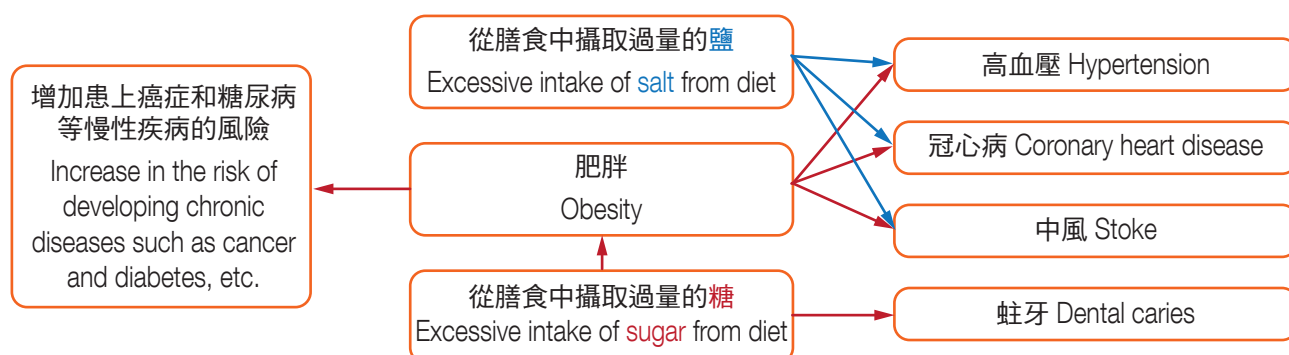 增加患上癌症和糖尿病
等慢性疾病的風險
Increase in the risk of
developing chronic
diseases such as cancer
and diabetes, etc.
從膳食中攝取過量的鹽
Excessive intake of salt from diet
肥胖
Obesity
從膳食中攝取過量的糖
Excessive intake of sugar from diet
高血壓 Hypertension
冠心病 Coronary heart disease
中風 Stoke
蛀牙 Dental caries